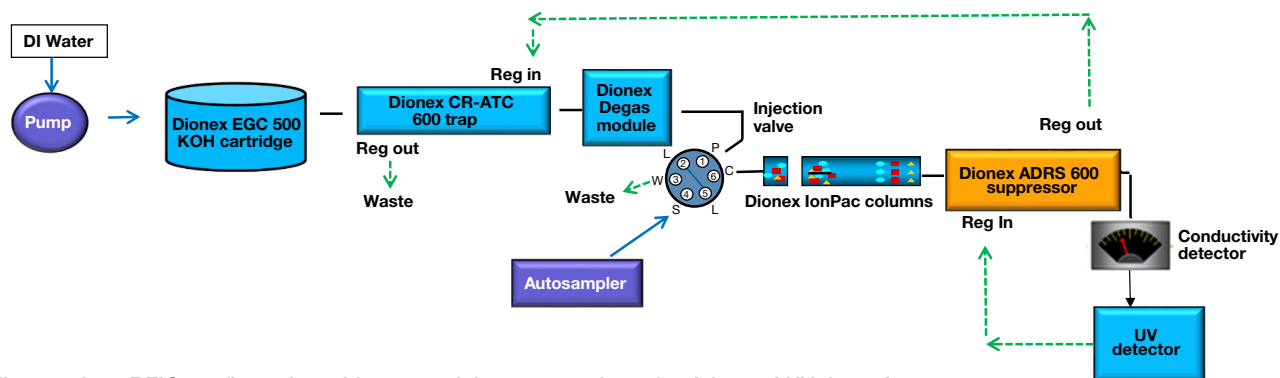 DI Water
Pump
Dionex EGC 500
KOH cartridge
Reg in
Dionex CR-ATC
600 trap
Reg out
Waste
Dionex
Degas
module
Injection
valve
L
P
2
1
W
3
6
C
4
5
S
L
Waste
Autosampler
Dionex IonPac columns
Reg out
Dionex ADRS 600
suppressor
Reg In
Conductivity
detector
UV
detector